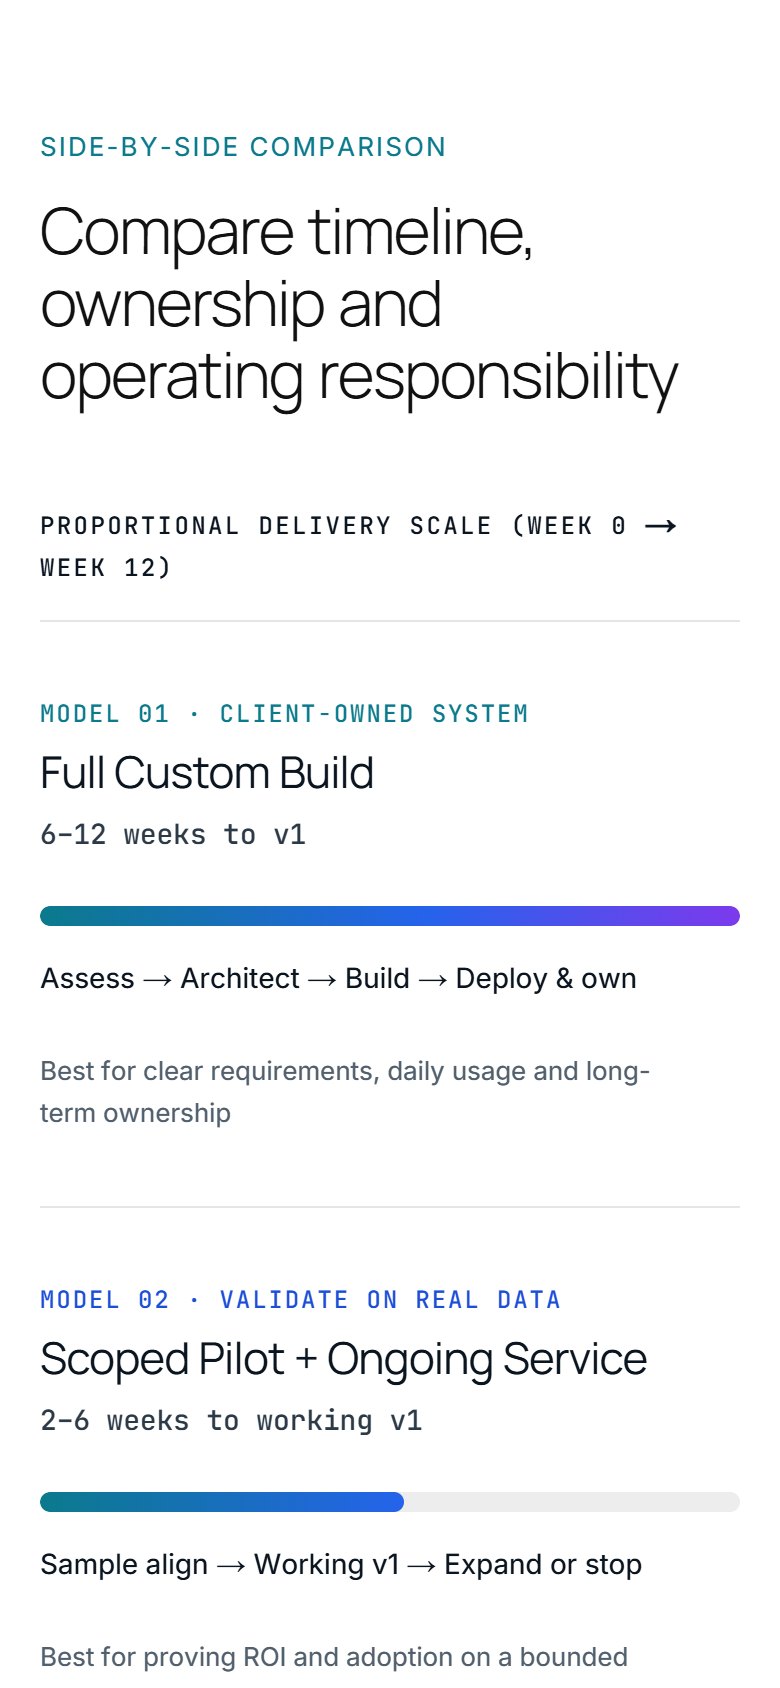 SIDE-BY-SIDE COMPARISON
Compare timeline,
ownership and
operating responsibility
PROPORTIONAL DELIVERY SCALE (WEEK 0 →
WEEK 12)
MODEL 01 · CLIENT-OWNED SYSTEM
Full Custom Build
6–12 weeks to v1
Assess → Architect → Build → Deploy & own
Best for clear requirements, daily usage and long-
term ownership
MODEL 02 · VALIDATE ON REAL DATA
Scoped Pilot + Ongoing Service
2–6 weeks to working v1
Sample align → Working v1 → Expand or stop
Best for proving ROI and adoption on a bounded